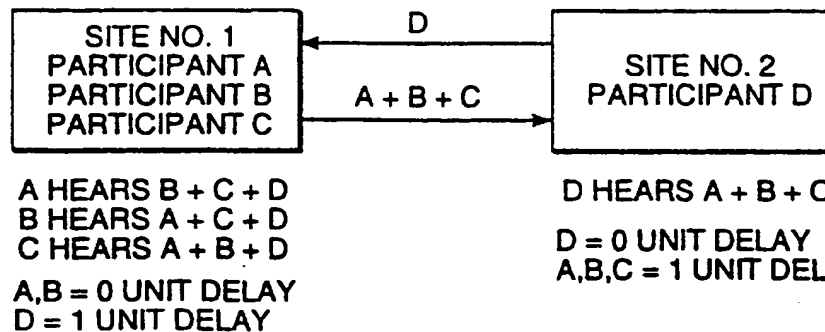 SITE NO. 1
PARTICIPANT A
PARTICIPANT B
PARTICIPANT C
D
A + B + C
SITE NO. 2
PARTICIPANT D
A HEARS B + C + D
B HEARS A + C + D
C HEARS A + B + D
A,B = 0 UNIT DELAY
D = 1 UNIT DELAY
D HEARS A + B + C
D = 0 UNIT DELAY
A,B,C = 1 UNIT DEL